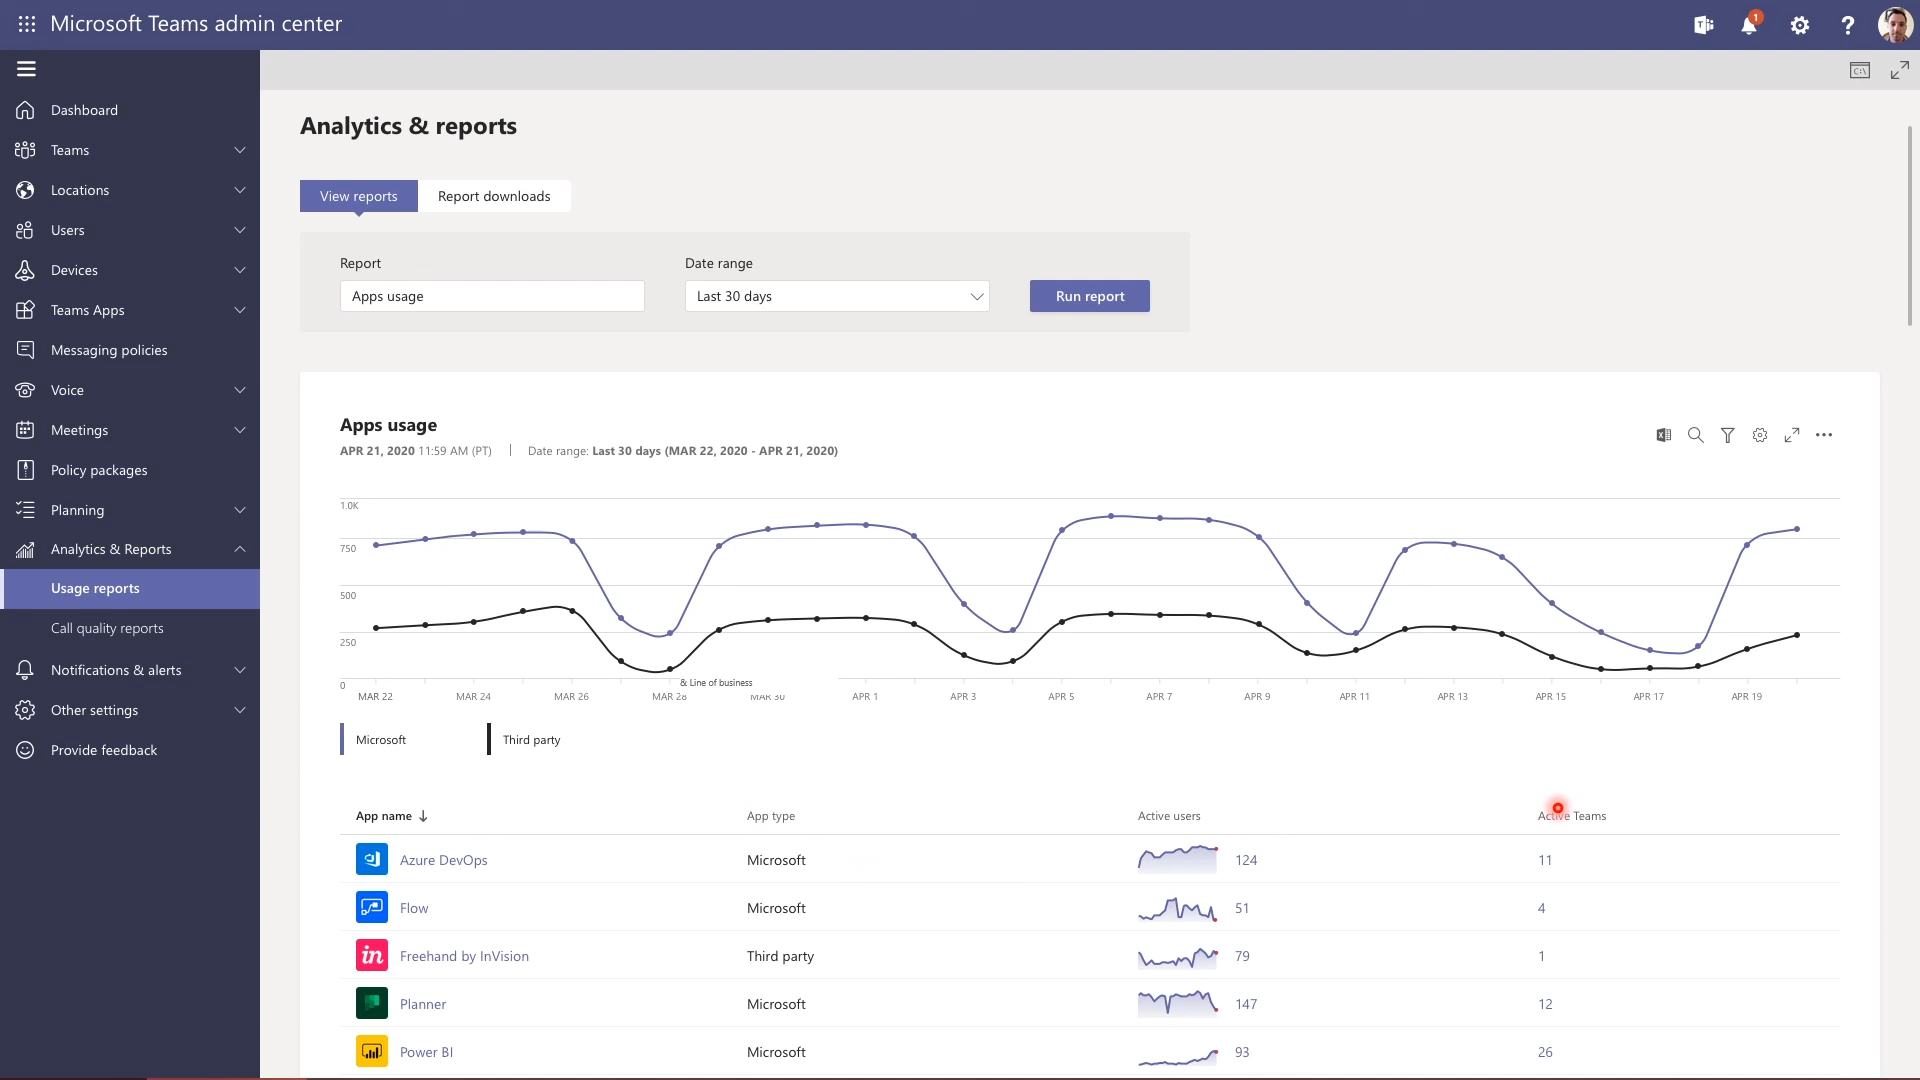 Microsoft Teams admin center
1
Dashboard
Teams
Locations
Users
Devices
Teams Apps
Messaging policies
Voice
Meetings
Policy packages
Planning
Analytics & Reports
Usage reports
Call quality reports
Notifications & alerts
Other settings
Provide feedback
C:\
Analytics & reports
View reports Report downloads
Report Date range
Apps usage Last 30 days Run report
Apps usage
APR 21, 2020 11:59 AM (PT) | Date range: Last 30 days (MAR 22, 2020 - APR 21, 2020)
1.0K
750
500
250
0
& Line of business
MAR 22 MAR 24 MAR 26 MAR 28 MAR 30 APR 1 APR 3 APR 5 APR 7 APR 9 APR 11 APR 13 APR 15 APR 17 APR 19
Microsoft Third party
App name ↓ App type Active users Active Teams
Azure DevOps Microsoft 124 11
Flow Microsoft 51 4
in Freehand by InVision Third party 79 1
Planner Microsoft 147 12
Power BI Microsoft 93 26